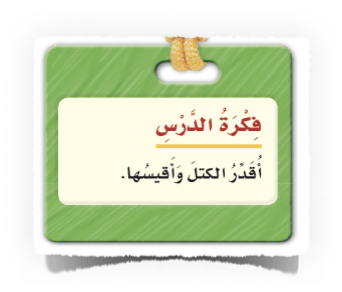 فِكْرَةُ الدَّرْسِ
أُقَدِّرُ الكتلَ وَأَقيسُها.